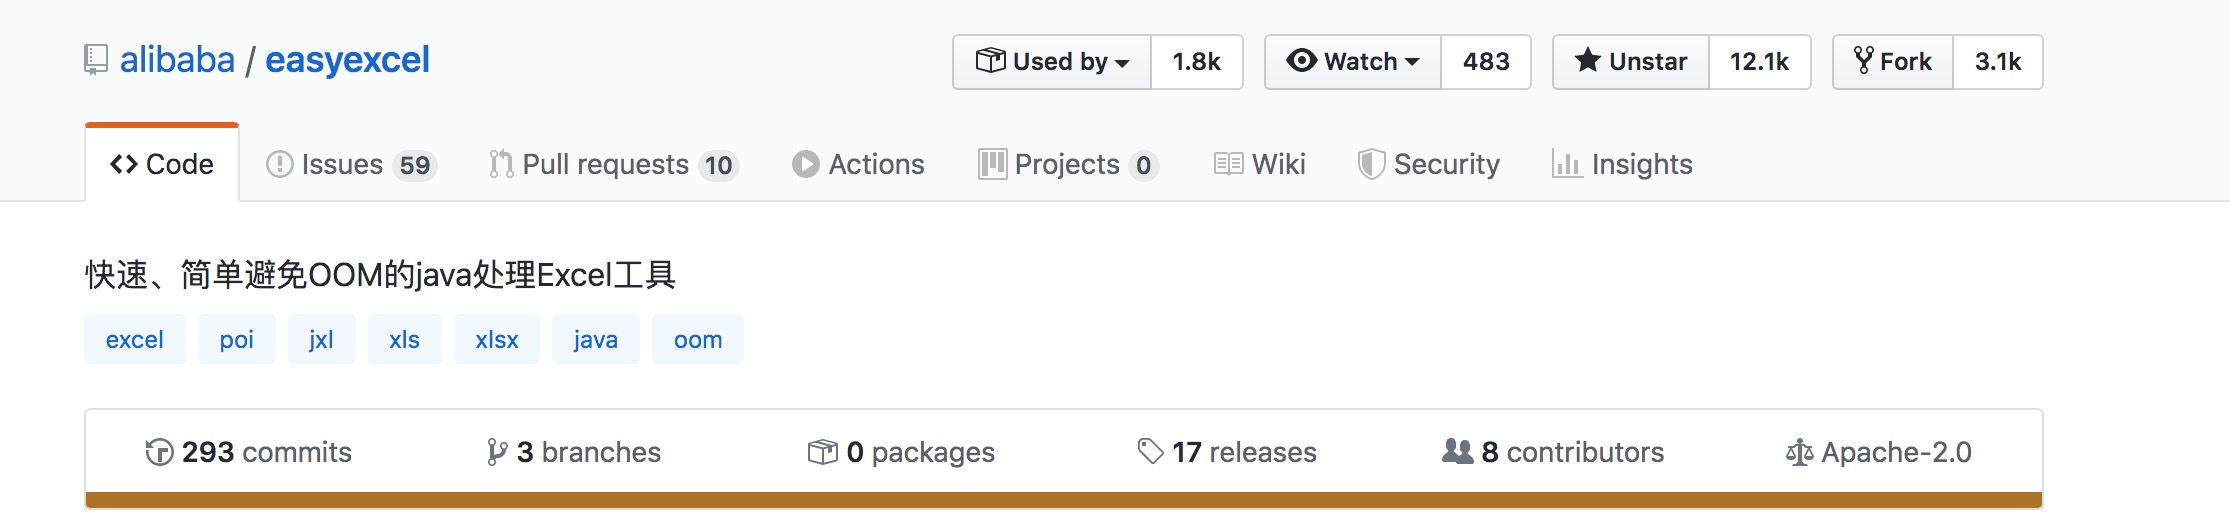 alibaba / easyexcel
Used by 1.8k Watch 483 Unstar 12.1k Fork 3.1k
Code Issues 59 Pull requests 10 Actions Projects 0 Wiki Security Insights
快速、简单避免OOM的java处理Excel工具
excel poi jxl xls xlsx java oom
293 commits 3 branches 0 packages 17 releases 8 contributors Apache-2.0